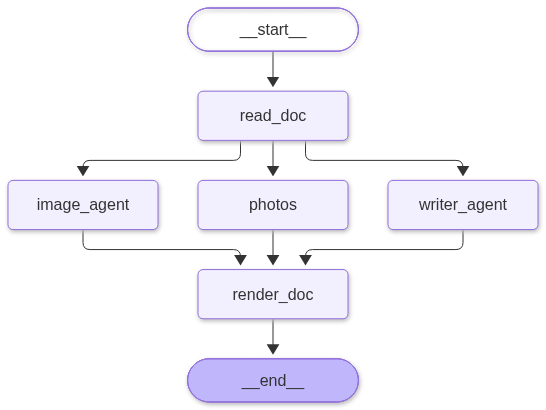 __start__
read_doc
image_agent
photos
writer_agent
render_doc
__end__